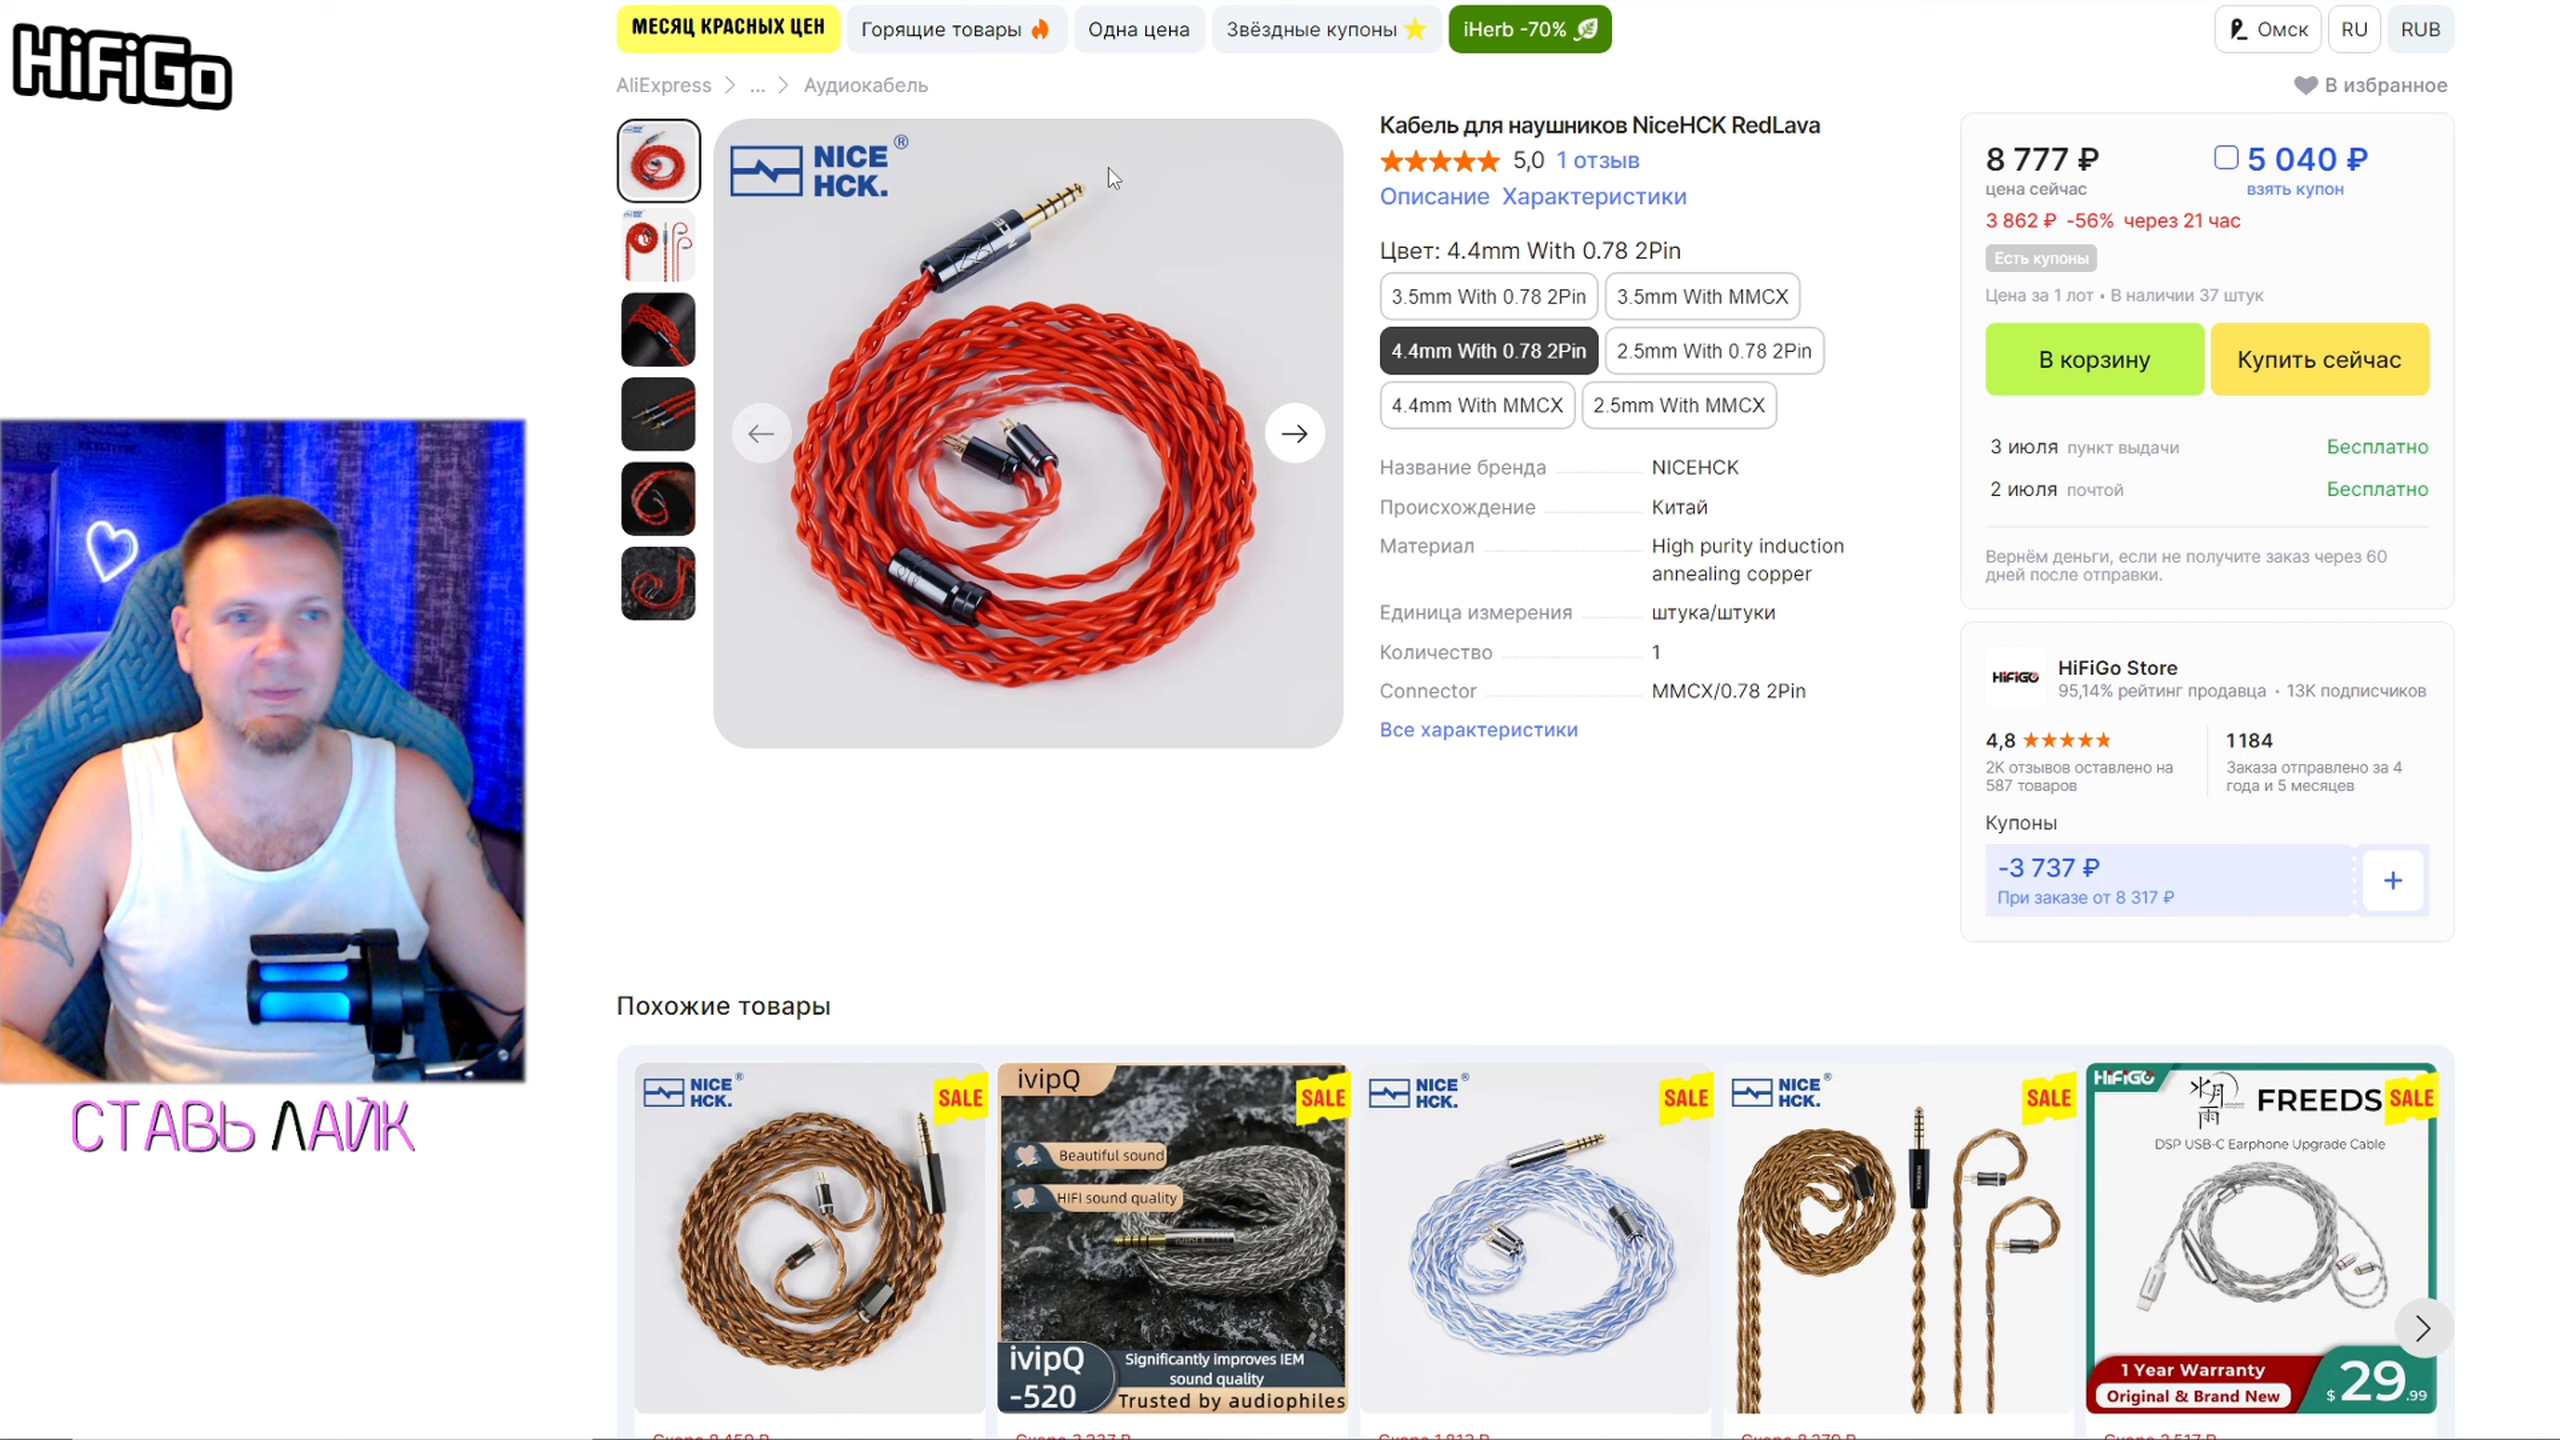 HiFiGo
МЕСЯЦ КРАСНЫХ ЦЕН
Горящие товары
Одна цена
Звёздные купоны
iHerb -70%
Омск
RU
RUB
AliExpress
...
Аудиокабель
В избранное
NICE
HCK.
®
Кабель для наушников NiceHCK RedLava
5,0 1 отзыв
Описание Характеристики
Цвет: 4.4mm With 0.78 2Pin
3.5mm With 0.78 2Pin
3.5mm With MMCX
4.4mm With 0.78 2Pin
2.5mm With 0.78 2Pin
4.4mm With MMCX
2.5mm With MMCX
Название бренда NICEHCK
Происхождение Китай
Материал High purity induction
annealing copper
Единица измерения штука/штуки
Количество 1
Connector MMCX/0.78 2Pin
Все характеристики
8 777 ₽
цена сейчас
5 040 ₽
взять купон
3 862 ₽ -56% через 21 час
Есть купоны
Цена за 1 лот • В наличии 37 штук
В корзину
Купить сейчас
3 июля пункт выдачи Бесплатно
2 июля почтой Бесплатно
Вернём деньги, если не получите заказ через 60
дней после отправки.
HiFiGO
HiFiGo Store
95,14% рейтинг продавца • 13K подписчиков
4,8
2K отзывов оставлено на
587 товаров
1184
Заказа отправлено за 4
года и 5 месяцев
Купоны
-3 737 ₽
При заказе от 8 317 ₽
+
СТАВЬ ЛАЙК
Похожие товары
NICE
HCK.
®
SALE
ivipQ
SALE
Beautiful sound
HIFI sound quality
ivipQ
-520
Significantly improves IEM
sound quality
Trusted by audiophiles
NICE
HCK.
®
SALE
NICE
HCK.
®
SALE
HiFiGO
水月雨
FREEDS
SALE
DSP USB-C Earphone Upgrade Cable
1 Year Warranty
Original & Brand New
$29.99